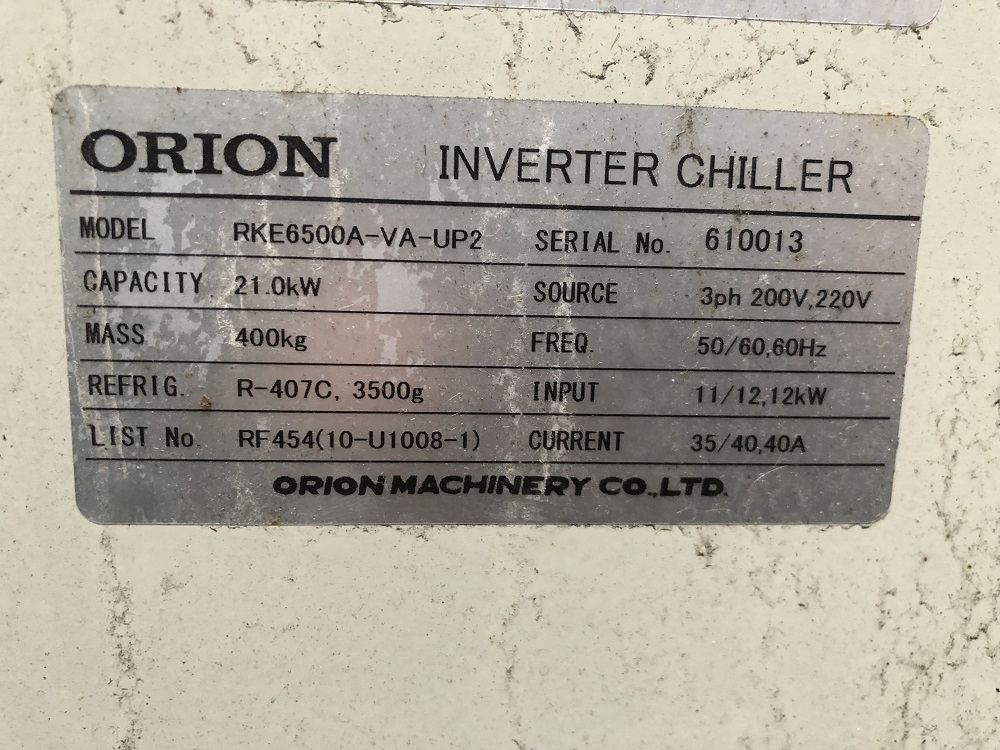 ORION INVERTER CHILLER
MODEL RKE6500A-VA-UP2 SERIAL No. 610013
CAPACITY 21.0kW SOURCE 3ph 200V,220V
MASS 400kg FREQ. 50/60,60Hz
REFRIG. R-407C, 3500g INPUT 11/12,12kW
LIST No. RF454(10-U1008-1) CURRENT 35/40,40A
ORION MACHINERY CO.,LTD.